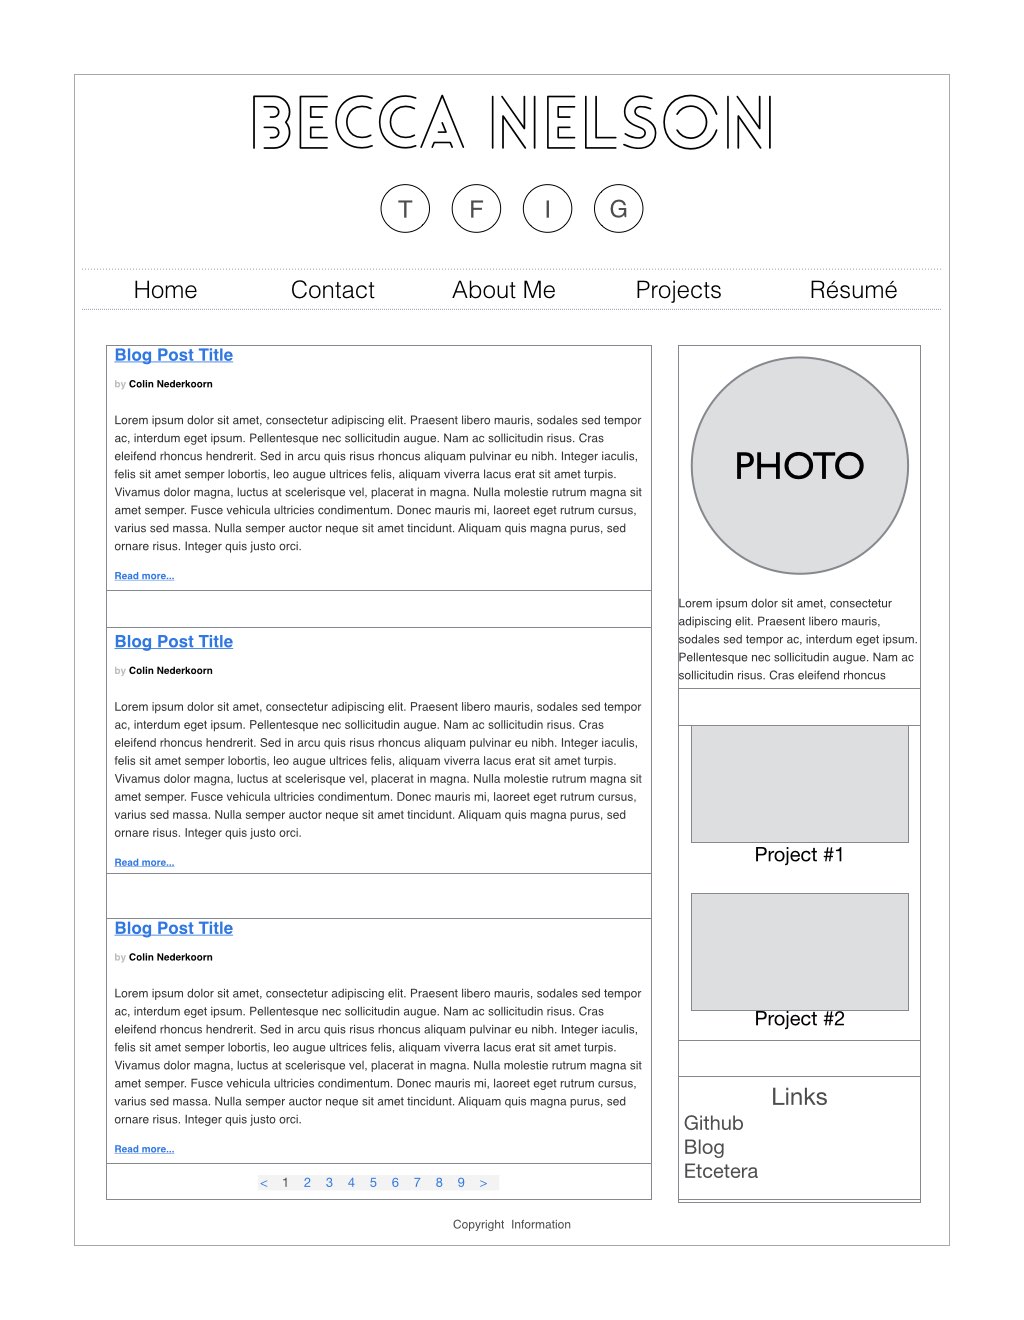 BECCA NELSON
T F I G
Home Contact About Me Projects Résumé
Blog Post Title
by Colin Nederkoorn
Lorem ipsum dolor sit amet, consectetur adipiscing elit. Praesent libero mauris, sodales sed tempor
ac, interdum eget ipsum. Pellentesque nec sollicitudin augue. Nam ac sollicitudin risus. Cras
eleifend rhoncus hendrerit. Sed in arcu quis risus rhoncus aliquam pulvinar eu nibh. Integer iaculis,
felis sit amet semper lobortis, leo augue ultrices felis, aliquam viverra lacus erat sit amet turpis.
Vivamus dolor magna, luctus at scelerisque vel, placerat in magna. Nulla molestie rutrum magna sit
amet semper. Fusce vehicula ultricies condimentum. Donec mauris mi, laoreet eget rutrum cursus,
varius sed massa. Nulla semper auctor neque sit amet tincidunt. Aliquam quis magna purus, sed
ornare risus. Integer quis justo orci.
Read more...
Blog Post Title
by Colin Nederkoorn
Lorem ipsum dolor sit amet, consectetur adipiscing elit. Praesent libero mauris, sodales sed tempor
ac, interdum eget ipsum. Pellentesque nec sollicitudin augue. Nam ac sollicitudin risus. Cras
eleifend rhoncus hendrerit. Sed in arcu quis risus rhoncus aliquam pulvinar eu nibh. Integer iaculis,
felis sit amet semper lobortis, leo augue ultrices felis, aliquam viverra lacus erat sit amet turpis.
Vivamus dolor magna, luctus at scelerisque vel, placerat in magna. Nulla molestie rutrum magna sit
amet semper. Fusce vehicula ultricies condimentum. Donec mauris mi, laoreet eget rutrum cursus,
varius sed massa. Nulla semper auctor neque sit amet tincidunt. Aliquam quis magna purus, sed
ornare risus. Integer quis justo orci.
Read more...
Blog Post Title
by Colin Nederkoorn
Lorem ipsum dolor sit amet, consectetur adipiscing elit. Praesent libero mauris, sodales sed tempor
ac, interdum eget ipsum. Pellentesque nec sollicitudin augue. Nam ac sollicitudin risus. Cras
eleifend rhoncus hendrerit. Sed in arcu quis risus rhoncus aliquam pulvinar eu nibh. Integer iaculis,
felis sit amet semper lobortis, leo augue ultrices felis, aliquam viverra lacus erat sit amet turpis.
Vivamus dolor magna, luctus at scelerisque vel, placerat in magna. Nulla molestie rutrum magna sit
amet semper. Fusce vehicula ultricies condimentum. Donec mauris mi, laoreet eget rutrum cursus,
varius sed massa. Nulla semper auctor neque sit amet tincidunt. Aliquam quis magna purus, sed
ornare risus. Integer quis justo orci.
Read more...
< 1 2 3 4 5 6 7 8 9 >
PHOTO
Lorem ipsum dolor sit amet, consectetur
adipiscing elit. Praesent libero mauris,
sodales sed tempor ac, interdum eget ipsum.
Pellentesque nec sollicitudin augue. Nam ac
sollicitudin risus. Cras eleifend rhoncus
Project #1
Project #2
Links
Github
Blog
Etcetera
Copyright Information